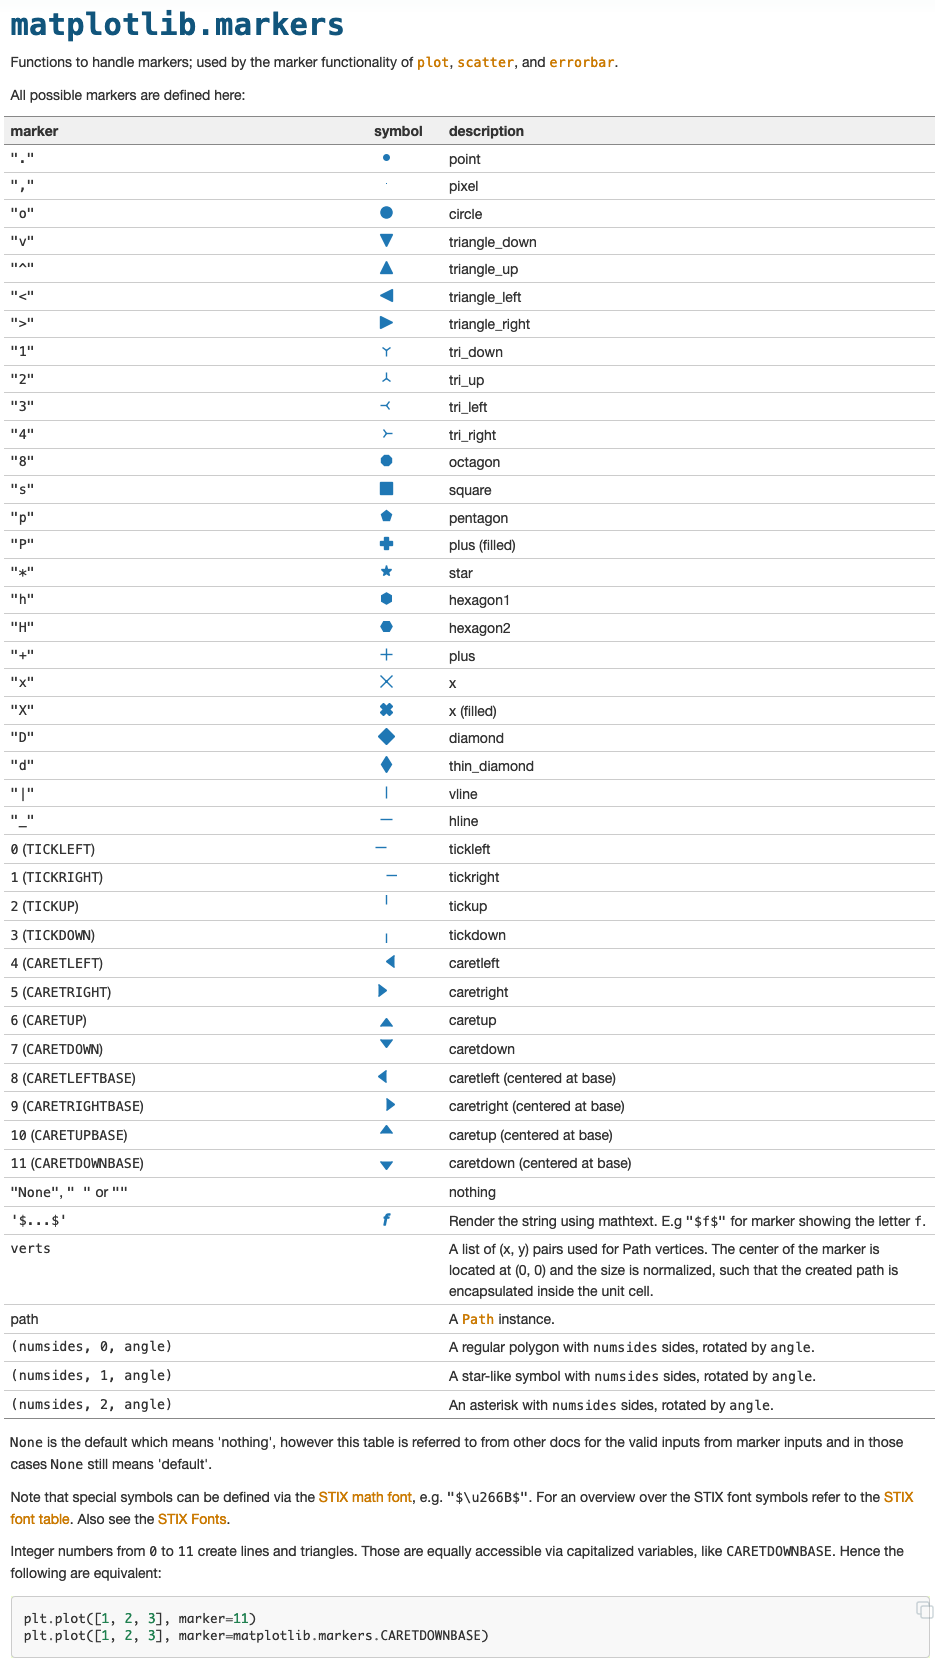 matplotlib.markers
Functions to handle markers; used by the marker functionality of plot, scatter, and errorbar.
All possible markers are defined here:
marker symbol description
"." point
"," pixel
"o" circle
"v" triangle_down
"^" triangle_up
"<" triangle_left
">" triangle_right
"1" tri_down
"2" tri_up
"3" tri_left
"4" tri_right
"8" octagon
"s" square
"p" pentagon
"P" plus (filled)
"*" star
"h" hexagon1
"H" hexagon2
"+" plus
"x" x
"X" x (filled)
"D" diamond
"d" thin_diamond
"|" vline
"_" hline
0 (TICKLEFT) tickleft
1 (TICKRIGHT) tickright
2 (TICKUP) tickup
3 (TICKDOWN) tickdown
4 (CARETLEFT) caretleft
5 (CARETRIGHT) caretright
6 (CARETUP) caretup
7 (CARETDOWN) caretdown
8 (CARETLEFTBASE) caretleft (centered at base)
9 (CARETRIGHTBASE) caretright (centered at base)
10 (CARETUPBASE) caretup (centered at base)
11 (CARETDOWNBASE) caretdown (centered at base)
"None", " " or "" nothing
'$...$' f Render the string using mathtext. E.g "$f$" for marker showing the letter f.
verts A list of (x, y) pairs used for Path vertices. The center of the marker is
located at (0, 0) and the size is normalized, such that the created path is
encapsulated inside the unit cell.
path A Path instance.
(numsides, 0, angle) A regular polygon with numsides sides, rotated by angle.
(numsides, 1, angle) A star-like symbol with numsides sides, rotated by angle.
(numsides, 2, angle) An asterisk with numsides sides, rotated by angle.
None is the default which means 'nothing', however this table is referred to from other docs for the valid inputs from marker inputs and in those
cases None still means 'default'.
Note that special symbols can be defined via the STIX math font, e.g. "$\u266B$". For an overview over the STIX font symbols refer to the STIX
font table. Also see the STIX Fonts.
Integer numbers from 0 to 11 create lines and triangles. Those are equally accessible via capitalized variables, like CARETDOWNBASE. Hence the
following are equivalent:
plt.plot([1, 2, 3], marker=11)
plt.plot([1, 2, 3], marker=matplotlib.markers.CARETDOWNBASE)